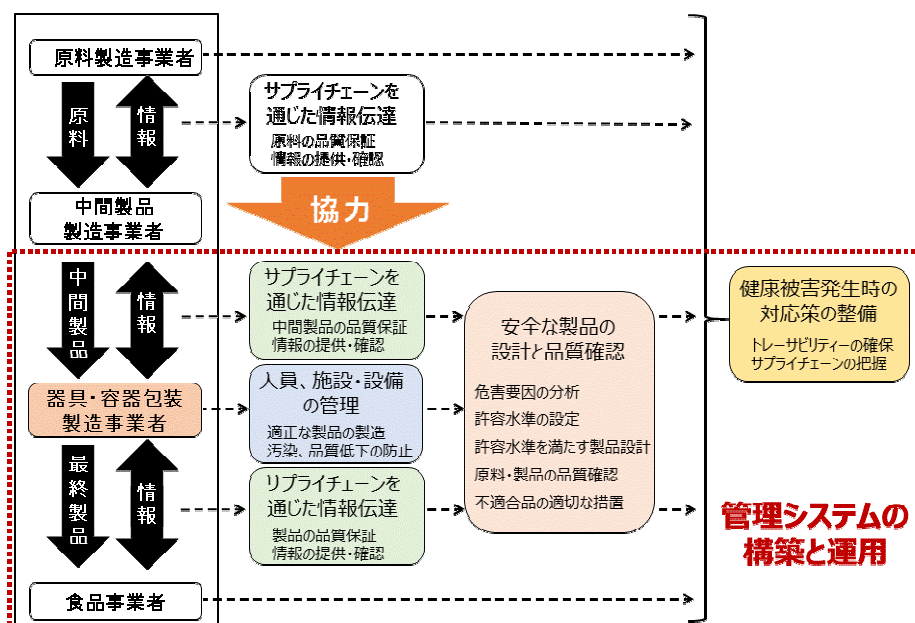 原料製造事業者
原料
情報
サプライチェーンを
通じた情報伝達
原料の品質保証
情報の提供・確認
中間製品
製造事業者
協力
中間製品
情報
サプライチェーンを
通じた情報伝達
中間製品の品質保証
情報の提供・確認
器具・容器包装
製造事業者
人員、施設・設備
の管理
適正な製品の製造
汚染、品質低下の防止
安全な製品の
設計と品質確認
危害要因の分析
許容水準の設定
許容水準を満たす製品設計
原料・製品の品質確認
不適合品の適切な措置
健康被害発生時の
対応策の整備
トレーサビリティーの確保
サプライチェーンの把握
最終製品
情報
リプライチェーンを
通じた情報伝達
製品の品質保証
情報の提供・確認
食品事業者
管理システムの
構築と運用